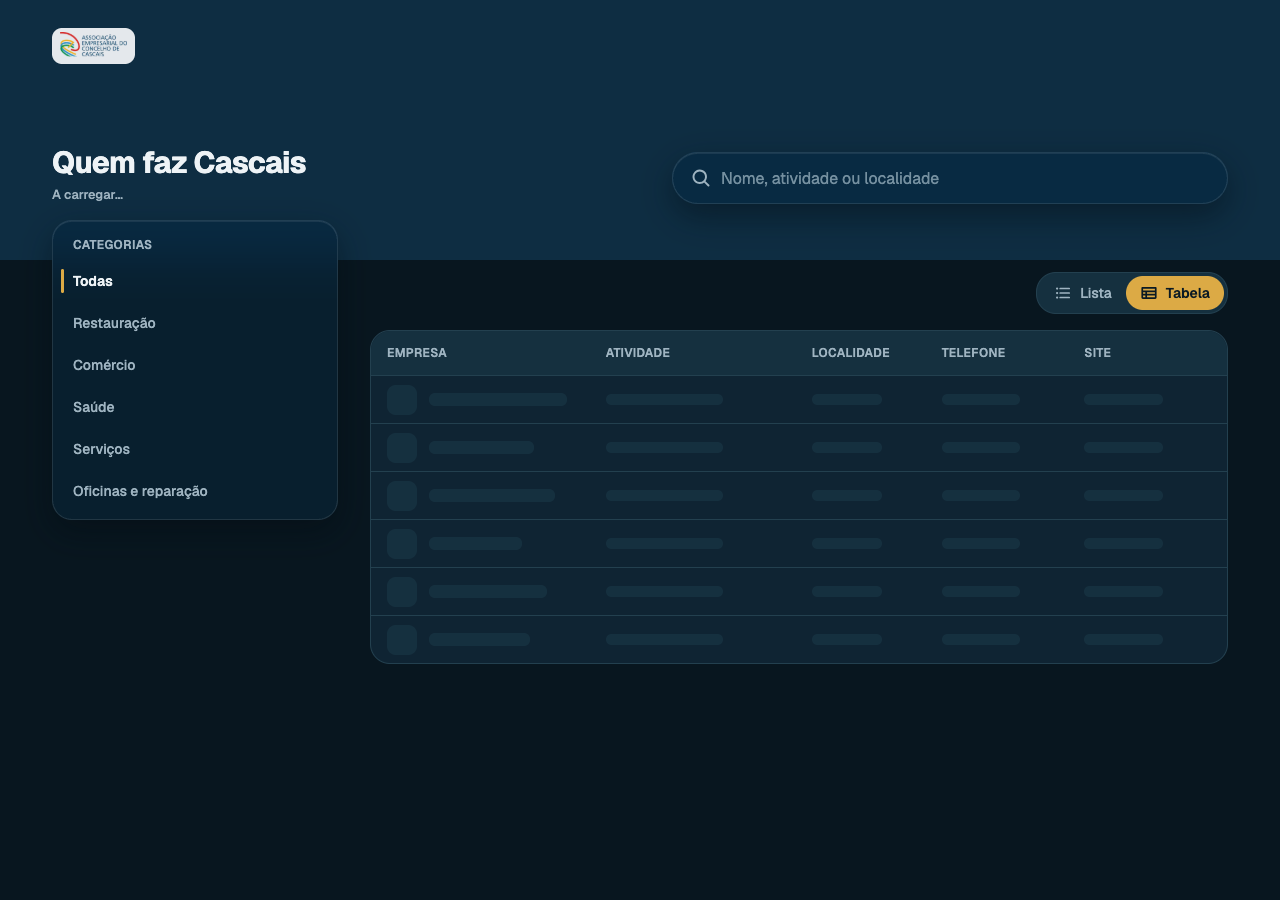 ASSOCIAÇÃO
EMPRESARIAL DO
CONCELHO DE
CASCAIS
Quem faz Cascais
A carregar...
Nome, atividade ou localidade
CATEGORIAS
Todas
Restauração
Comércio
Saúde
Serviços
Oficinas e reparação
Lista
Tabela
EMPRESA ATIVIDADE LOCALIDADE TELEFONE SITE